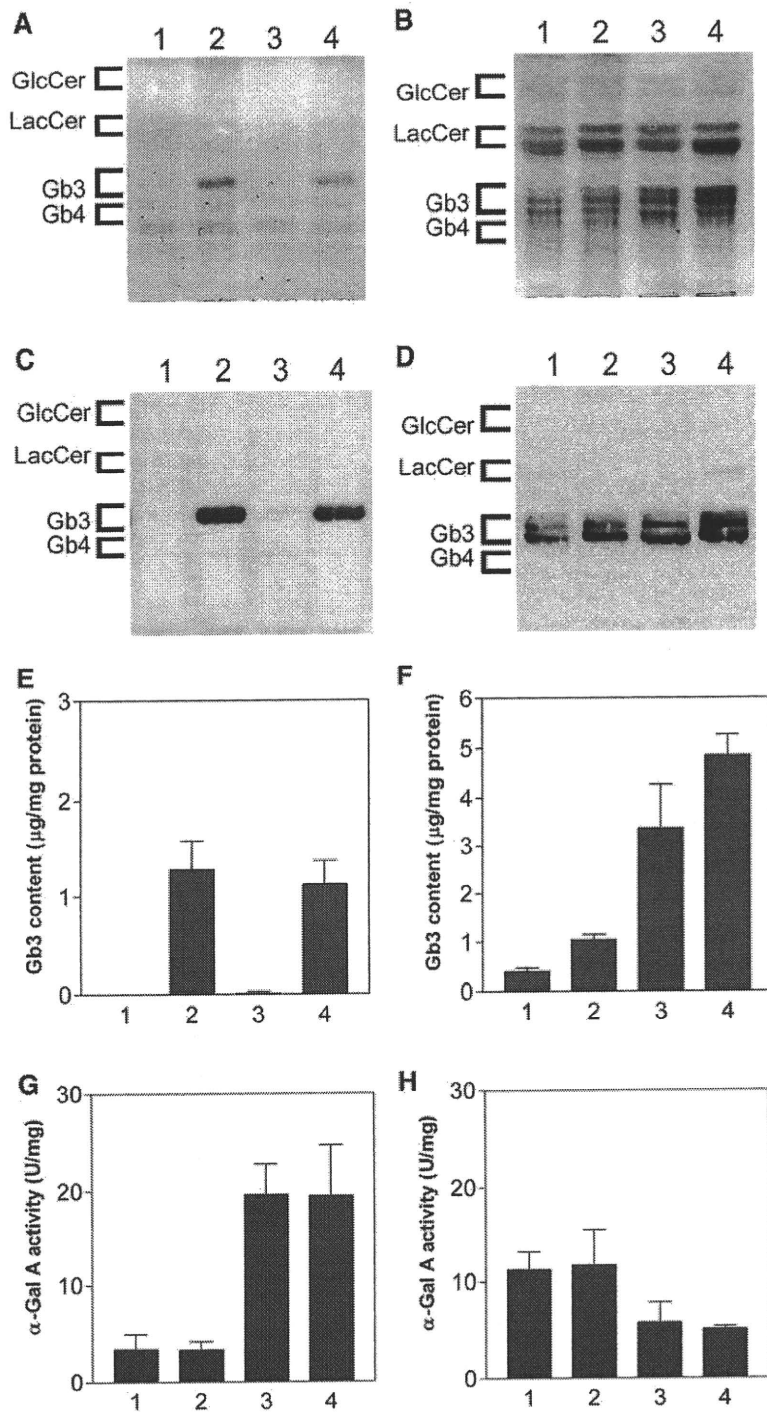 A
B
1 2 3 4
1 2 3 4
GlcCer
LacCer
Gb3
Gb4
GlcCer
LacCer
Gb3
Gb4
C
D
1 2 3 4
1 2 3 4
GlcCer
LacCer
Gb3
Gb4
GlcCer
LacCer
Gb3
Gb4
E
F
Gb3 content (µg/mg protein)
3
2
1
0
1 2 3 4
Gb3 content (µg/mg protein)
6
5
4
3
2
1
0
1 2 3 4
G
H
α-Gal A activity (U/mg)
30
20
10
0
1 2 3 4
α-Gal A activity (U/mg)
30
20
10
0
1 2 3 4